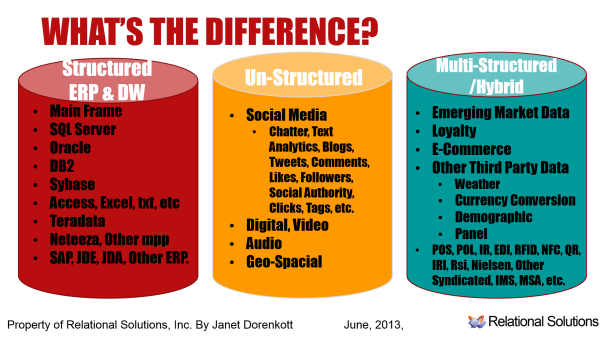 WHAT'S THE DIFFERENCE?
Structured
ERP & DW
• Main Frame
• SQL Server
• Oracle
• DB2
• Sybase
• Access, Excel, txt, etc
• Teradata
• Neteeza, Other mpp
• SAP, JDE, JDA, Other ERP.
Un-Structured
• Social Media
• Chatter, Text
Analytics, Blogs,
Tweets, Comments,
Likes, Followers,
Social Authority,
Clicks, Tags, etc.
• Digital, Video
• Audio
• Geo-Spacial
Multi-Structured
/Hybrid
• Emerging Market Data
• Loyalty
• E-Commerce
• Other Third Party Data
• Weather
• Currency Conversion
• Demographic
• Panel
• POS, POL, IR, EDI, RFID, NFC, QR,
IRI, Rsi, Nielsen, Other
Syndicated, IMS, MSA, etc.
Property of Relational Solutions, Inc. By Janet Dorenkott
June, 2013,
Relational Solutions